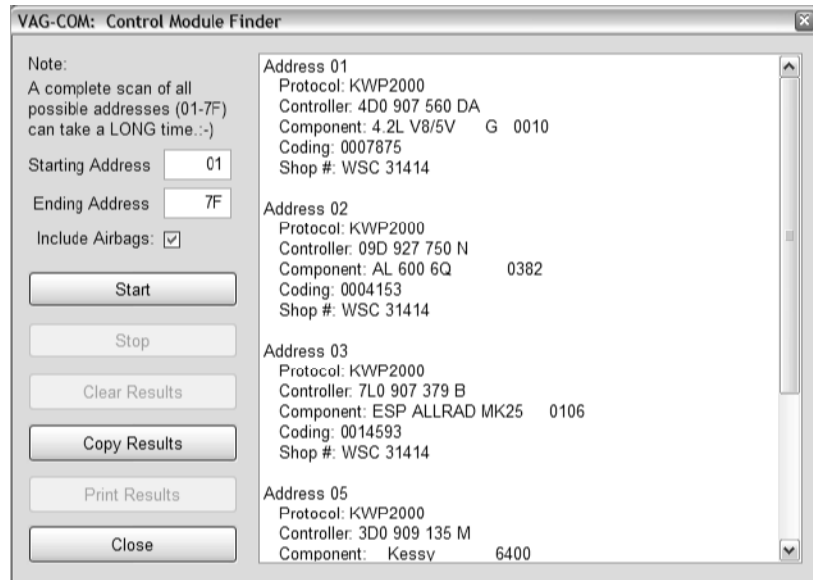 VAG-COM: Control Module Finder
Note:
A complete scan of all
possible addresses (01-7F)
can take a LONG time.:-)
Starting Address 01
Ending Address 7F
Include Airbags:
Start
Stop
Clear Results
Copy Results
Print Results
Close
Address 01
Protocol: KWP2000
Controller: 4D0 907 560 DA
Component: 4.2L V8/5V G 0010
Coding: 0007875
Shop #: WSC 31414
Address 02
Protocol: KWP2000
Controller: 09D 927 750 N
Component: AL 600 6Q 0382
Coding: 0004153
Shop #: WSC 31414
Address 03
Protocol: KWP2000
Controller: 7L0 907 379 B
Component: ESP ALLRAD MK25 0106
Coding: 0014593
Shop #: WSC 31414
Address 05
Protocol: KWP2000
Controller: 3D0 909 135 M
Component: Kessy 6400